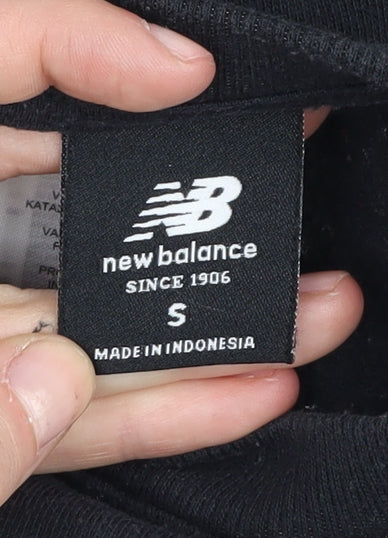 NB
new balance
SINCE 1906
S
MADE IN INDONESIA